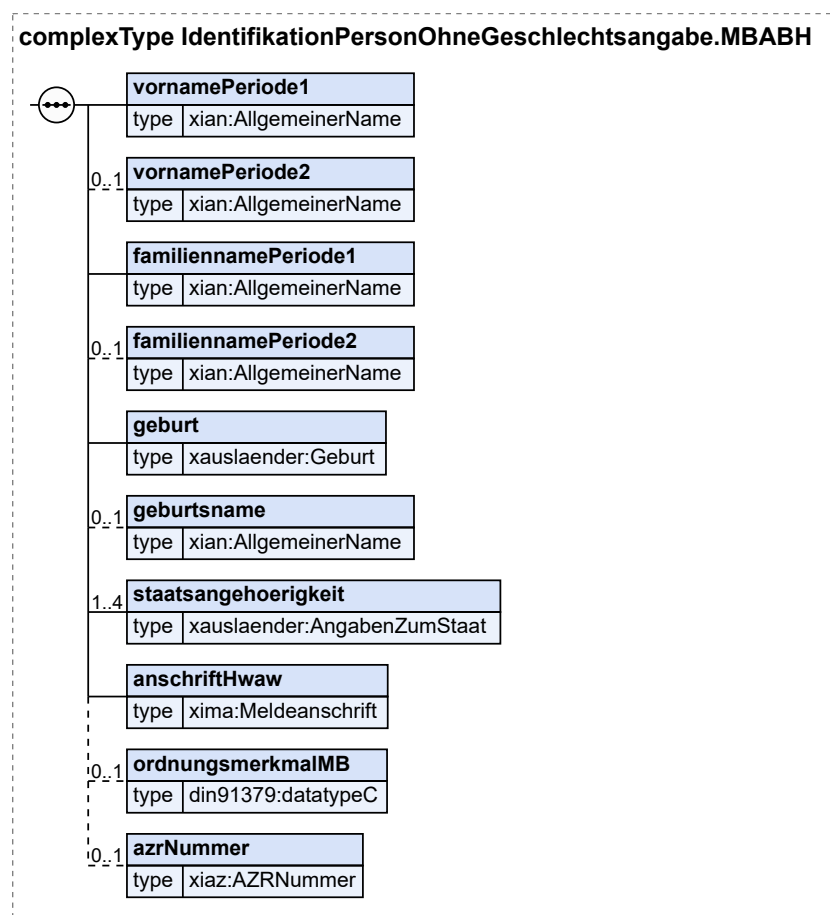 complexType IdentifikationPersonOhneGeschlechtsangabe.MBABH
vornamePeriode1
type xian:AllgemeinerName
0..1 vornamePeriode2
type xian:AllgemeinerName
familiennamePeriode1
type xian:AllgemeinerName
0..1 familiennamePeriode2
type xian:AllgemeinerName
geburt
type xauslaender:Geburt
0..1 geburtsname
type xian:AllgemeinerName
1..4 staatsangehoerigkeit
type xauslaender:AngabenZumStaat
anschriftHwaw
type xima:Meldeanschrift
0..1 ordnungsmerkmalMB
type din91379:datatypeC
0..1 azrNummer
type xiaz:AZRNummer